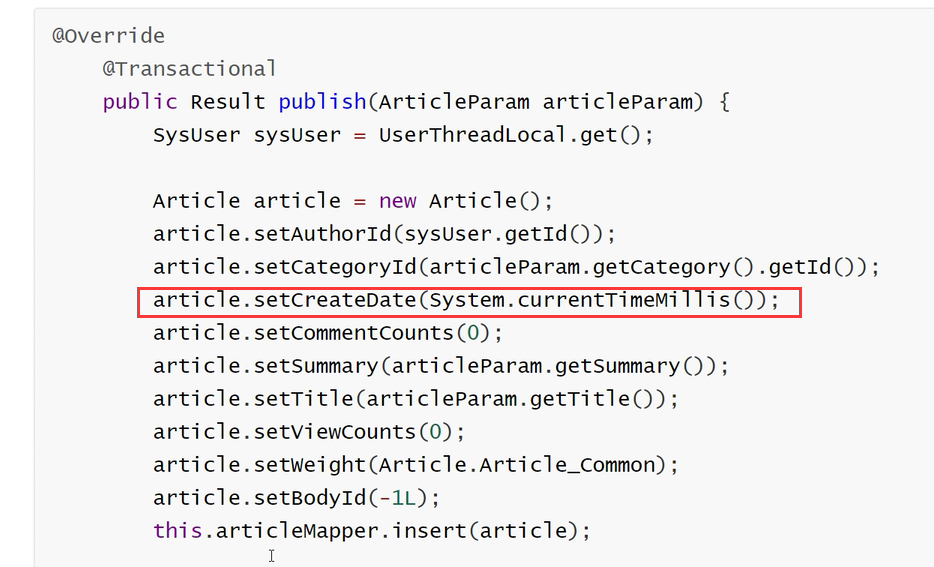 @Override
@Transactional
public Result publish(ArticleParam articleParam) {
SysUser sysUser = UserThreadLocal.get();
Article article = new Article();
article.setAuthorId(sysUser.getId());
article.setCategoryId(articleParam.getCategory().getId());
article.setCreateDate(System.currentTimeMillis());
article.setCommentCounts(0);
article.setSummary(articleParam.getSummary());
article.setTitle(articleParam.getTitle());
article.setViewCounts(0);
article.setWeight(Article.Article_Common);
article.setBodyId(-1L);
this.articleMapper.insert(article);